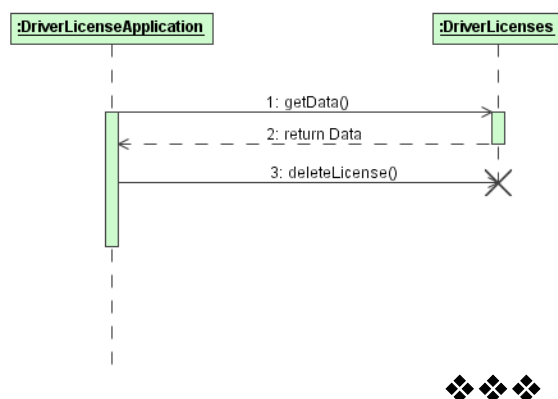 :DriverLicenseApplication
:DriverLicenses
1: getData()
2: return Data
3: deleteLicense()